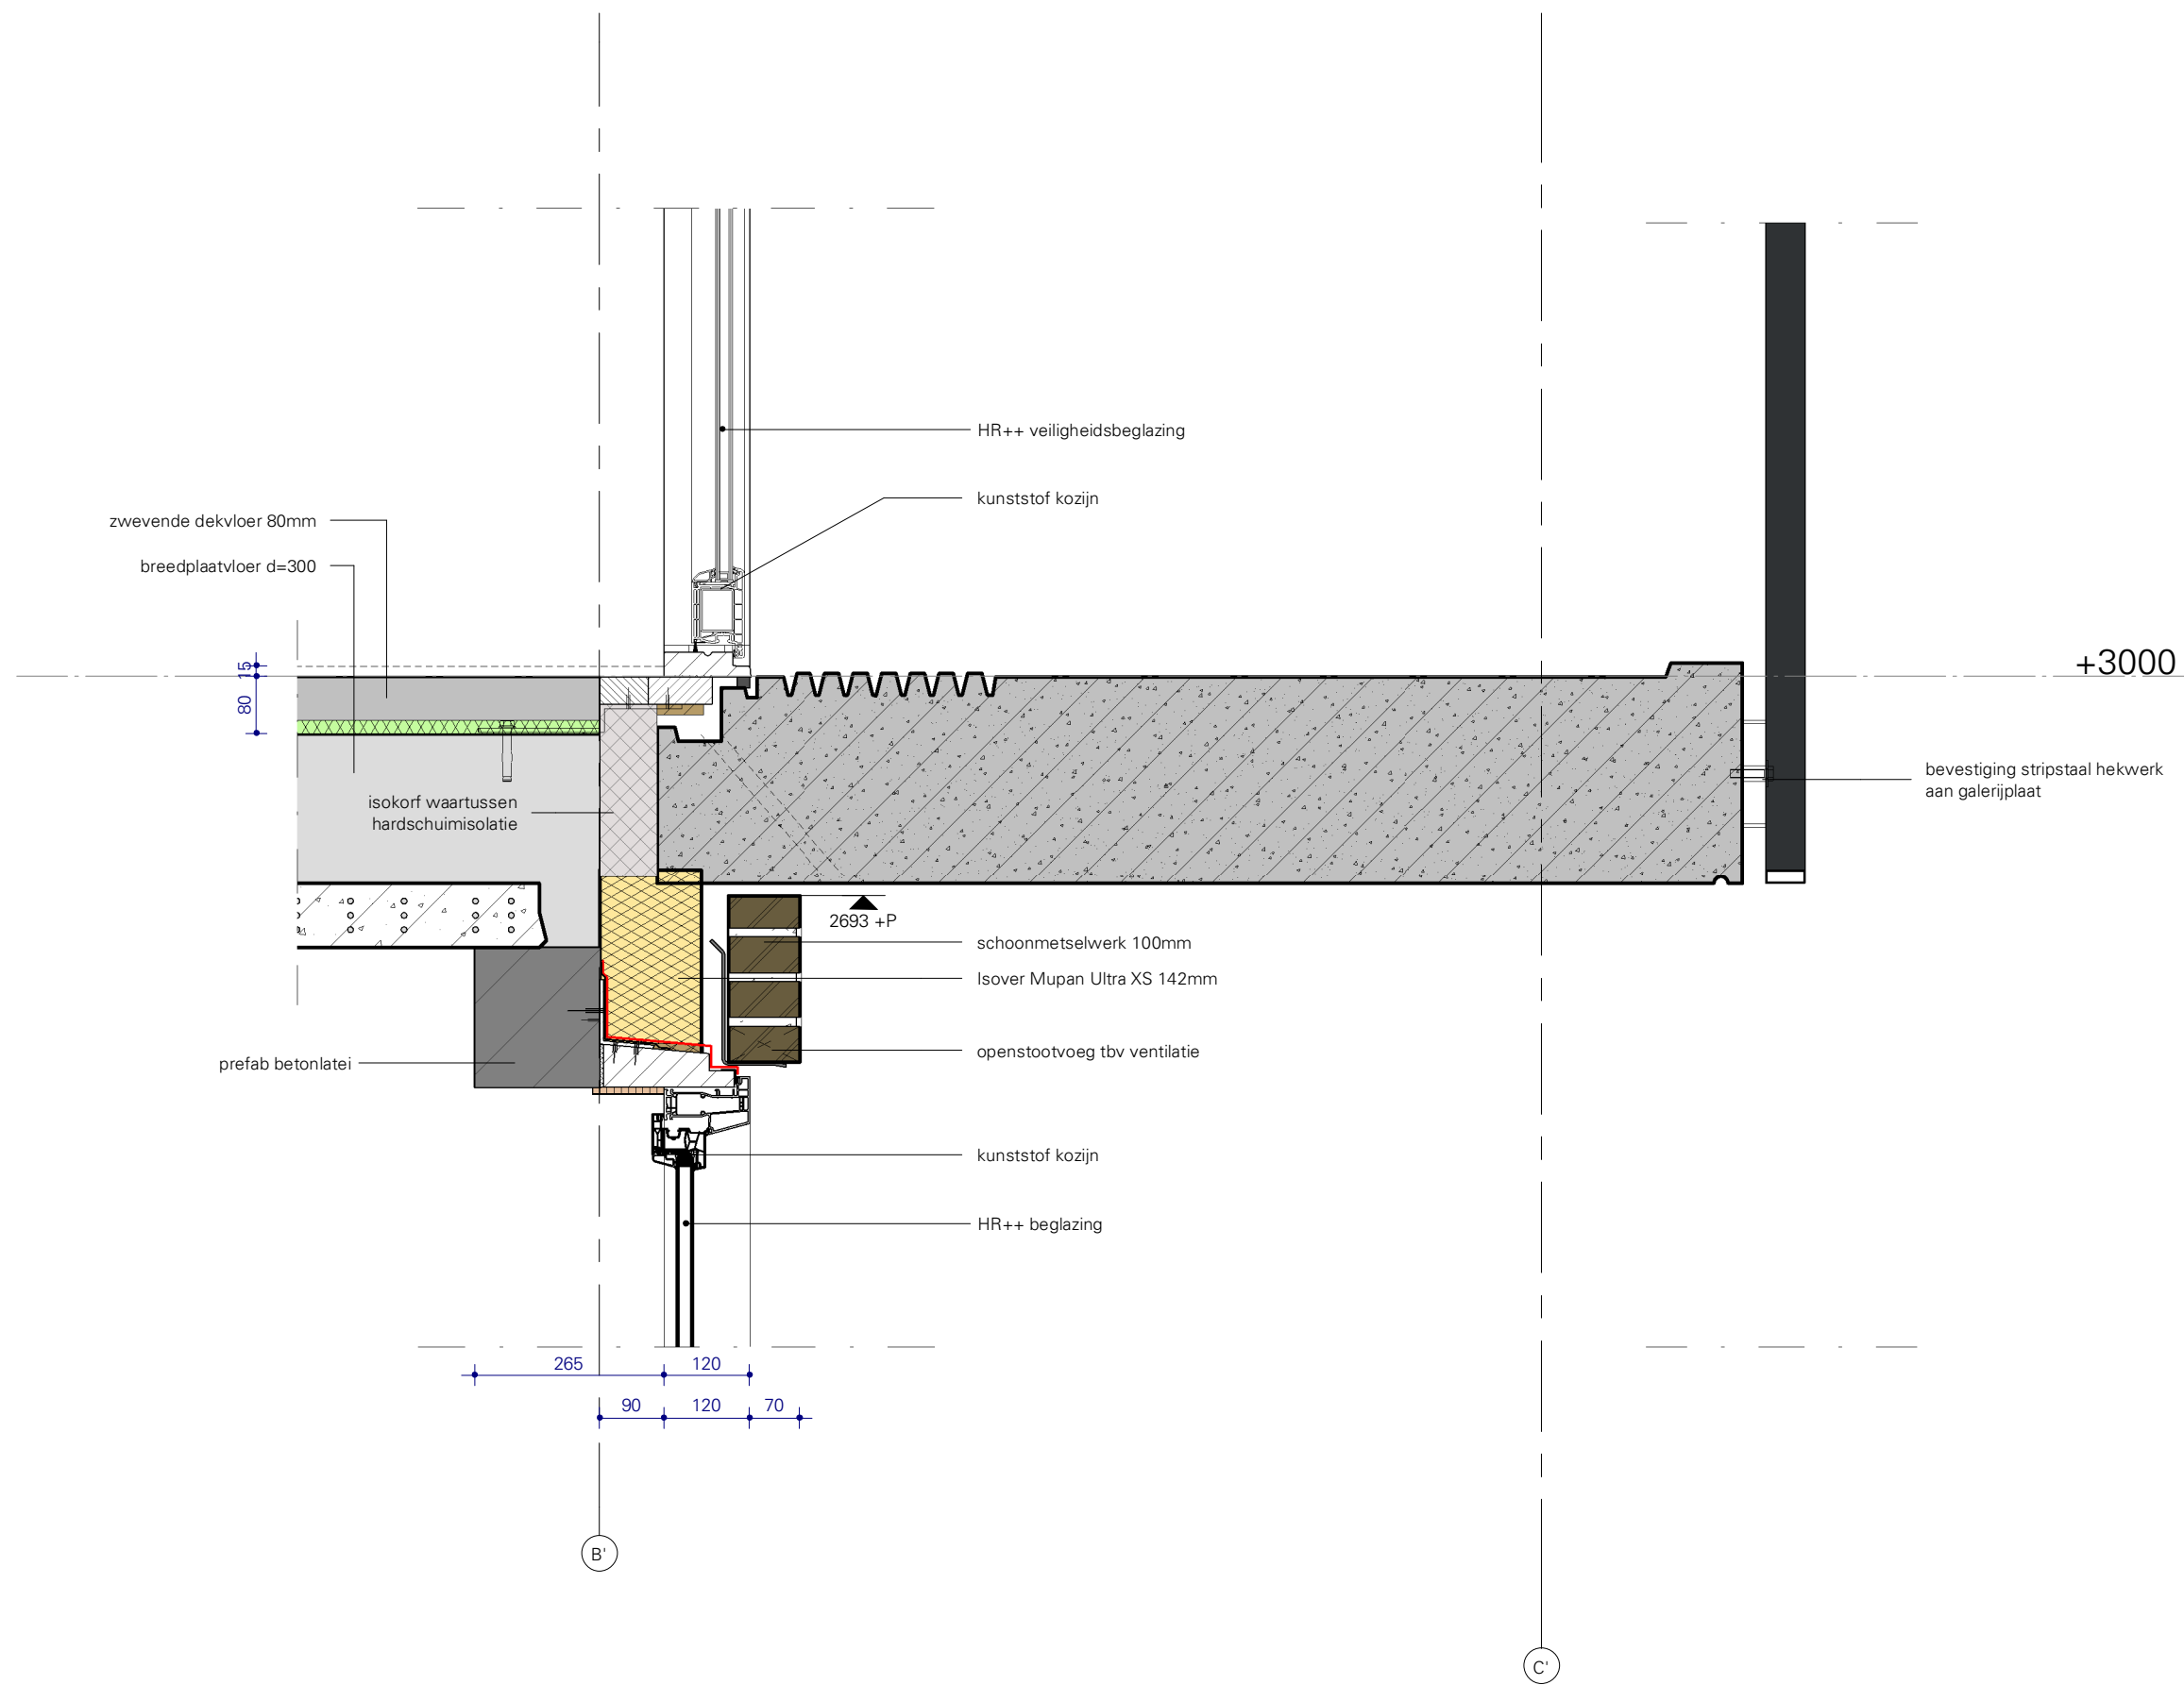 HR++ veiligheidsbeglazing
kunststof kozijn
zwevende dekvloer 80mm
breedplaatvloer d=300
15
80
+3000
bevestiging stripstaal hekwerk
aan galerijplaat
isokorf waartussen
hardschuimisolatie
2693 +P
schoonmetselwerk 100mm
Isover Mupan Ultra XS 142mm
openstootvoeg tbv ventilatie
prefab betonlatei
kunststof kozijn
HR++ beglazing
265
120
90
120
70
B'
C'